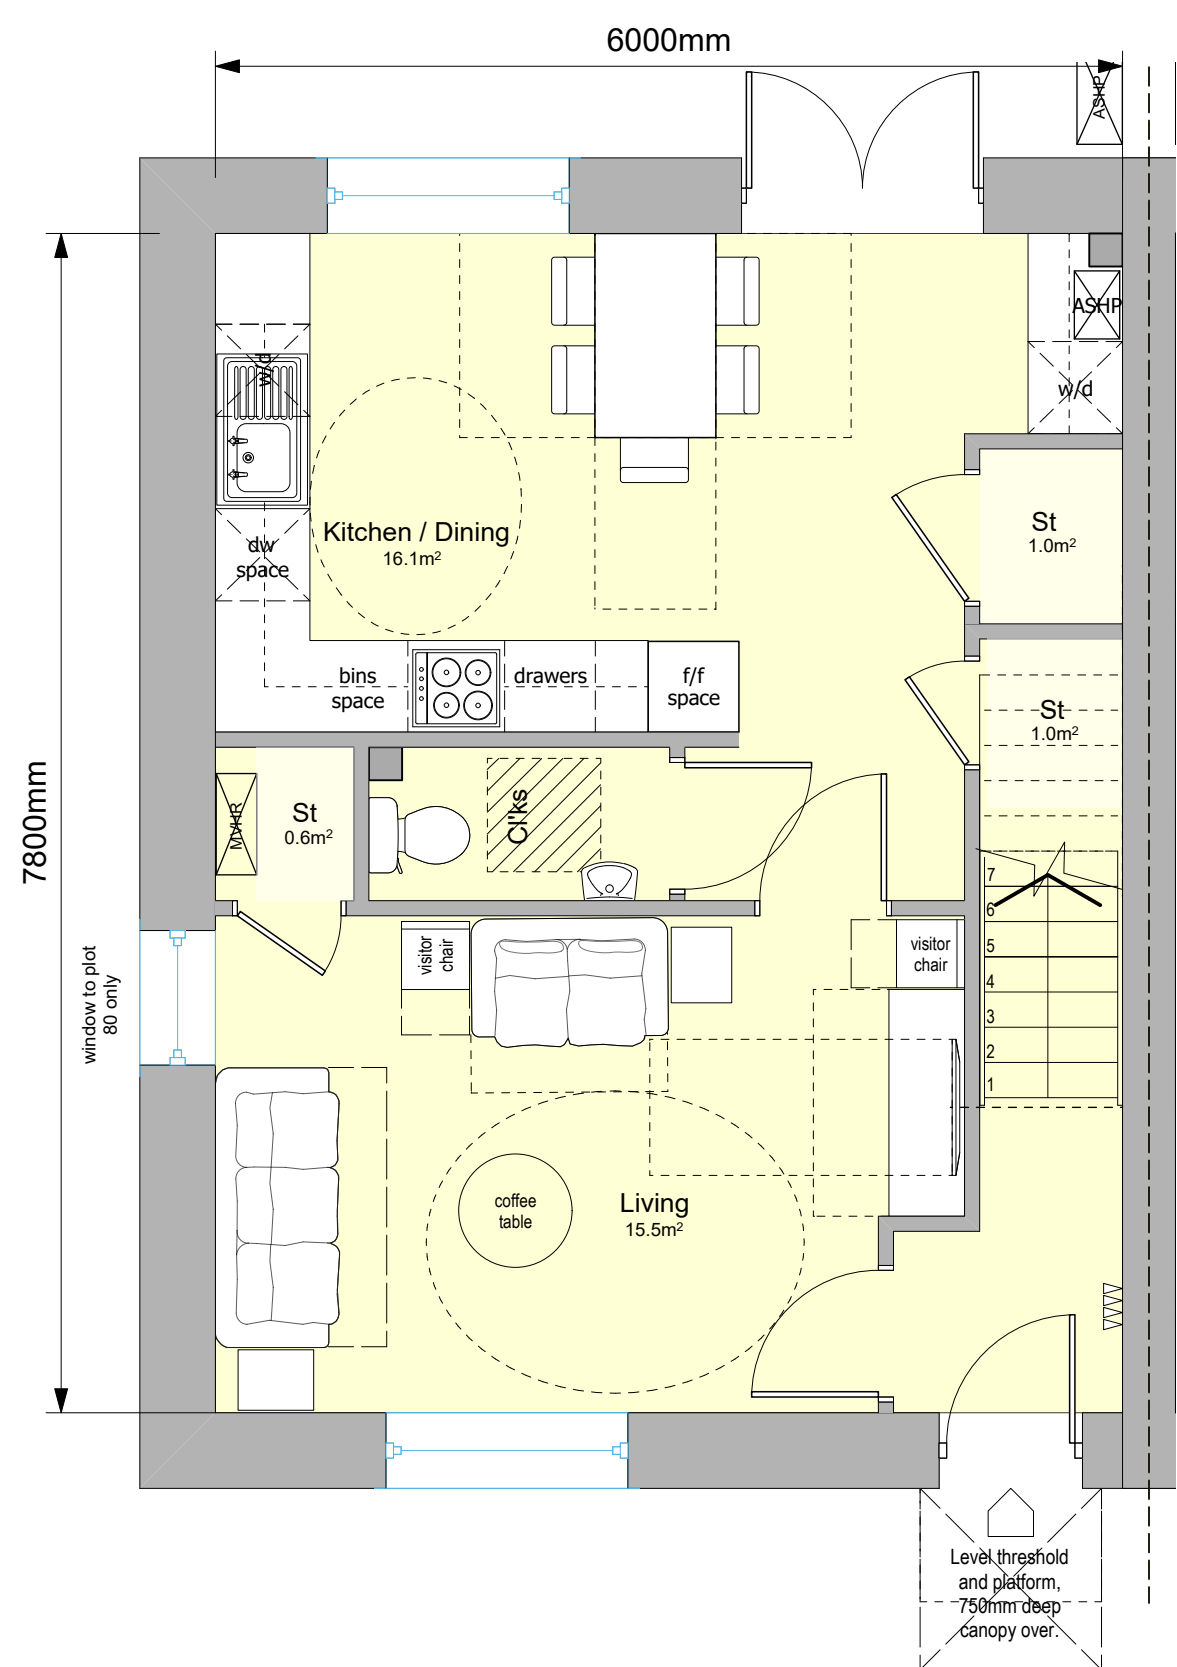 6000mm
ASHP
7800mm
ASHP
w/d
w/d
Kitchen / Dining
16.1m²
dw
space
St
1.0m²
bins
space
drawers
f/f
space
St
1.0m²
MVHR
St
0.6m²
Cl'ks
7
6
5
4
3
2
1
visitor
chair
visitor
chair
window to plot
80 only
coffee
table
Living
15.5m²
Level threshold
and platform,
750mm deep
canopy over.